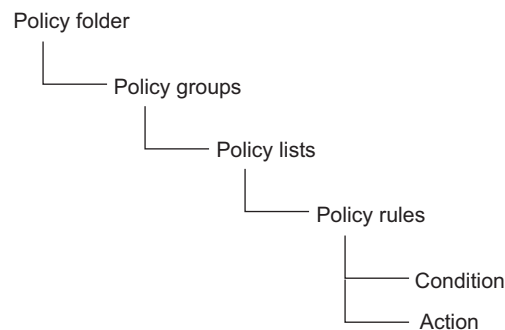 Policy folder
Policy groups
Policy lists
Policy rules
Condition
Action